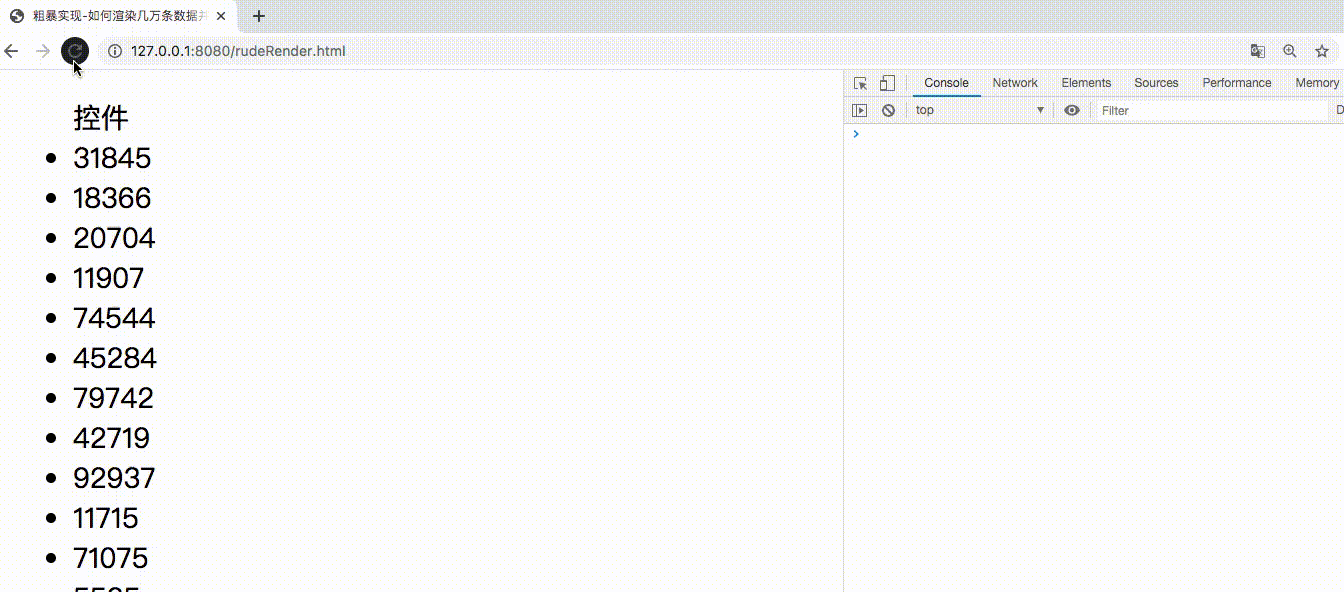 粗暴实现-如何渲染几万条数据并
127.0.0.1:8080/rudeRender.html
控件
31845
18366
20704
11907
74544
45284
79742
42719
92937
11715
71075
Console Network Elements Sources Performance Memory
top Filter